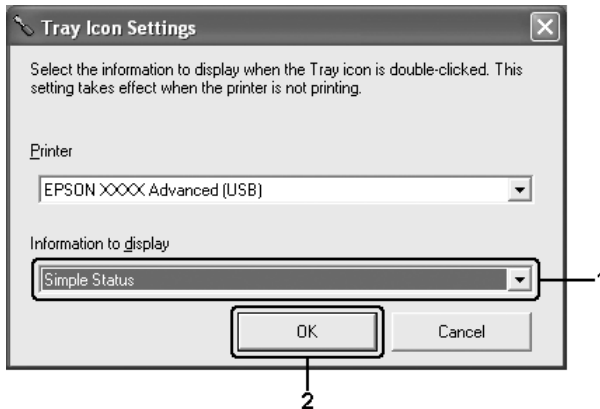 Tray Icon Settings
Select the information to display when the Tray icon is double-clicked. This
setting takes effect when the printer is not printing.
Printer
EPSON XXXX Advanced (USB)
Information to display
Simple Status
1
OK
Cancel
2